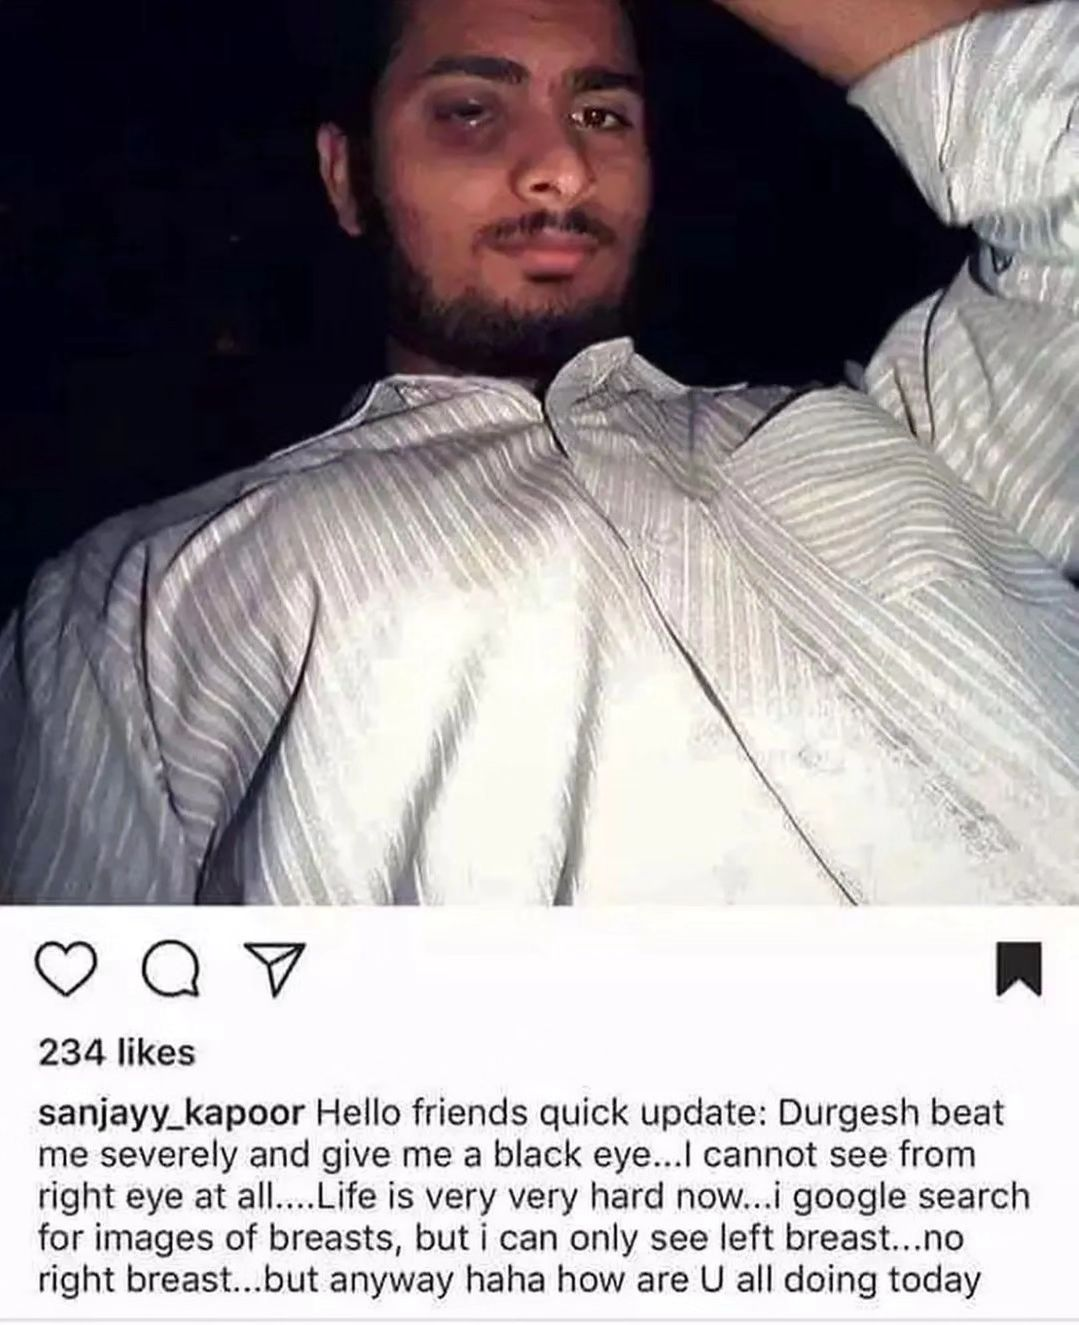 234 likes
sanjayy_kapoor Hello friends quick update: Durgesh beat
me severely and give me a black eye...I cannot see from
right eye at all....Life is very very hard now...i google search
for images of breasts, but i can only see left breast...no
right breast...but anyway haha how are U all doing today